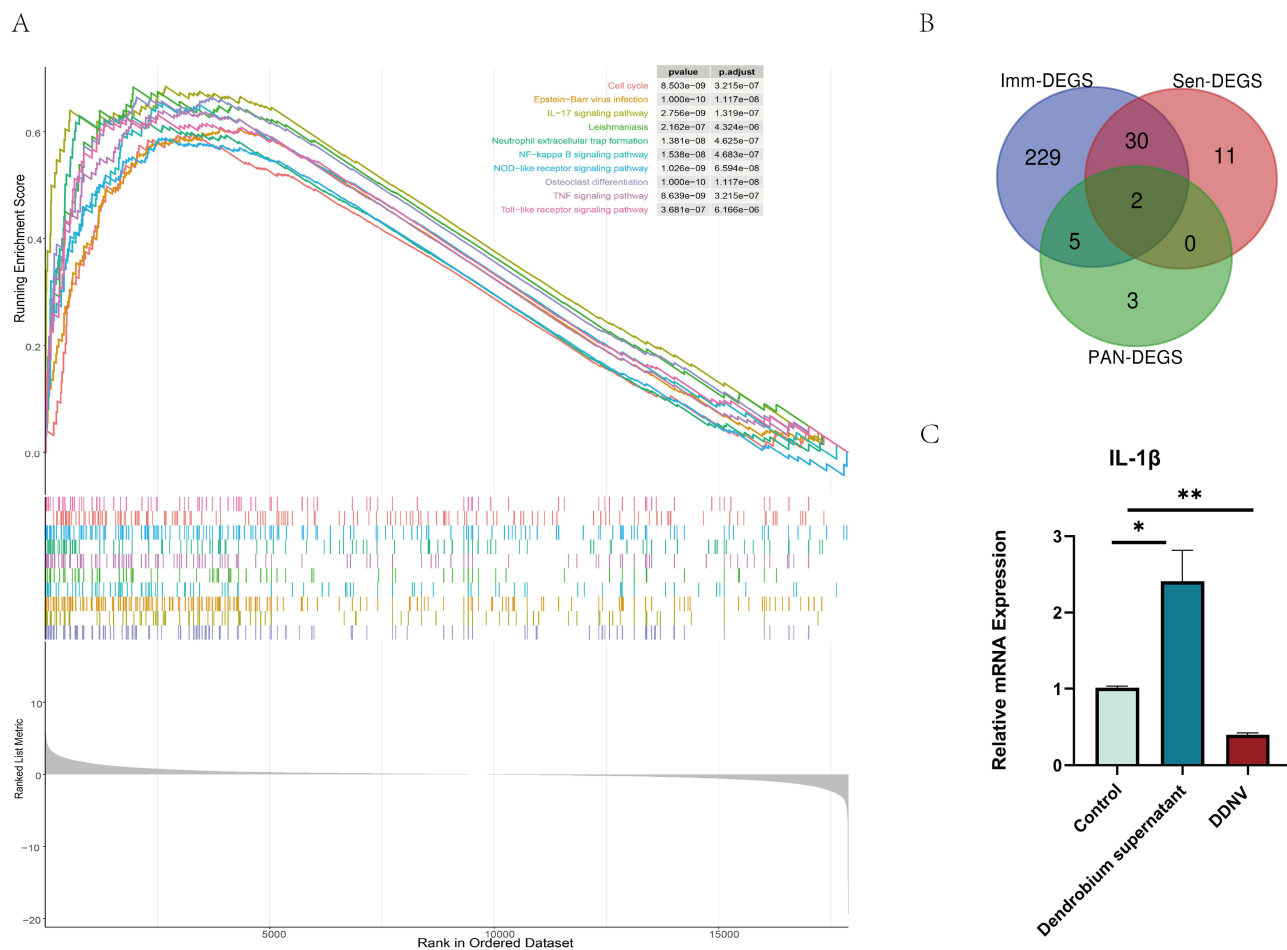 A
pvalue p.adjust
Cell cycle 8.503e−09 3.215e−07
Epstein−Barr virus infection 1.000e−10 1.117e−08
IL−17 signaling pathway 2.756e−09 1.319e−07
Leishmaniasis 2.162e−07 4.324e−06
Neutrophil extracellular trap formation 1.381e−08 4.625e−07
NF−kappa B signaling pathway 1.538e−08 4.683e−07
NOD−like receptor signaling pathway 1.026e−09 6.594e−08
Osteoclast differentiation 1.000e−10 1.117e−08
TNF signaling pathway 8.639e−09 3.215e−07
Toll−like receptor signaling pathway 3.681e−07 6.166e−06
Running Enrichment Score
0.6
0.4
0.2
0.0
Ranked List Metric
10
0
−10
−20
5000 10000 15000
Rank in Ordered Dataset
B
Imm-DEGS Sen-DEGS
229 30 11
2
5 0
3
PAN-DEGS
C
IL-1β
**
*
Relative mRNA Expression
3
2
1
0
Control
Dendrobium supernatant
DDNV